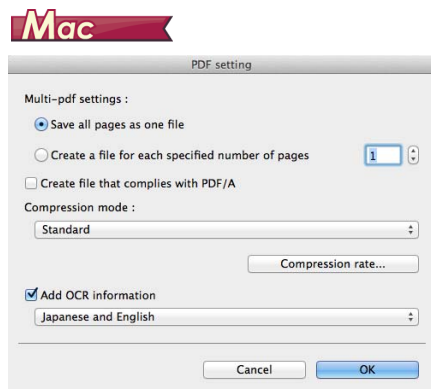 Mac
PDF setting
Multi-pdf settings :
Save all pages as one file
Create a file for each specified number of pages 1
Create file that complies with PDF/A
Compression mode :
Standard
Compression rate...
Add OCR information
Japanese and English
Cancel OK